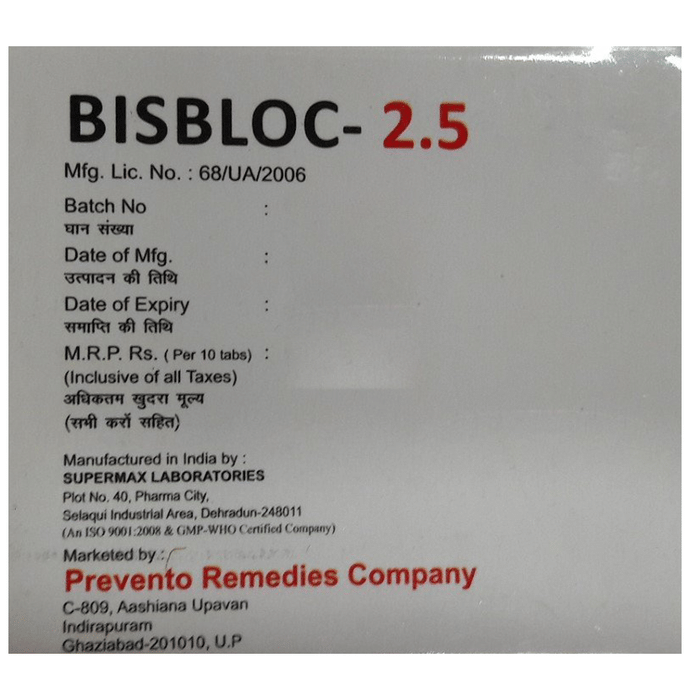 BISBLOC- 2.5
Mfg. Lic. No. : 68/UA/2006
Batch No :
घान संख्या
Date of Mfg. :
उत्पादन की तिथि
Date of Expiry :
समाप्ति की तिथि
M.R.P. Rs. ( Per 10 tabs) :
(Inclusive of all Taxes)
अधिकतम खुदरा मूल्य
(सभी करों सहित)
Manufactured in India by :
SUPERMAX LABORATORIES
Plot No. 40, Pharma City,
Selaqui Industrial Area, Dehradun-248011
(An ISO 9001:2008 & GMP-WHO Certified Company)
Marketed by :
Prevento Remedies Company
C-809, Aashiana Upavan
Indirapuram
Ghaziabad-201010, U.P